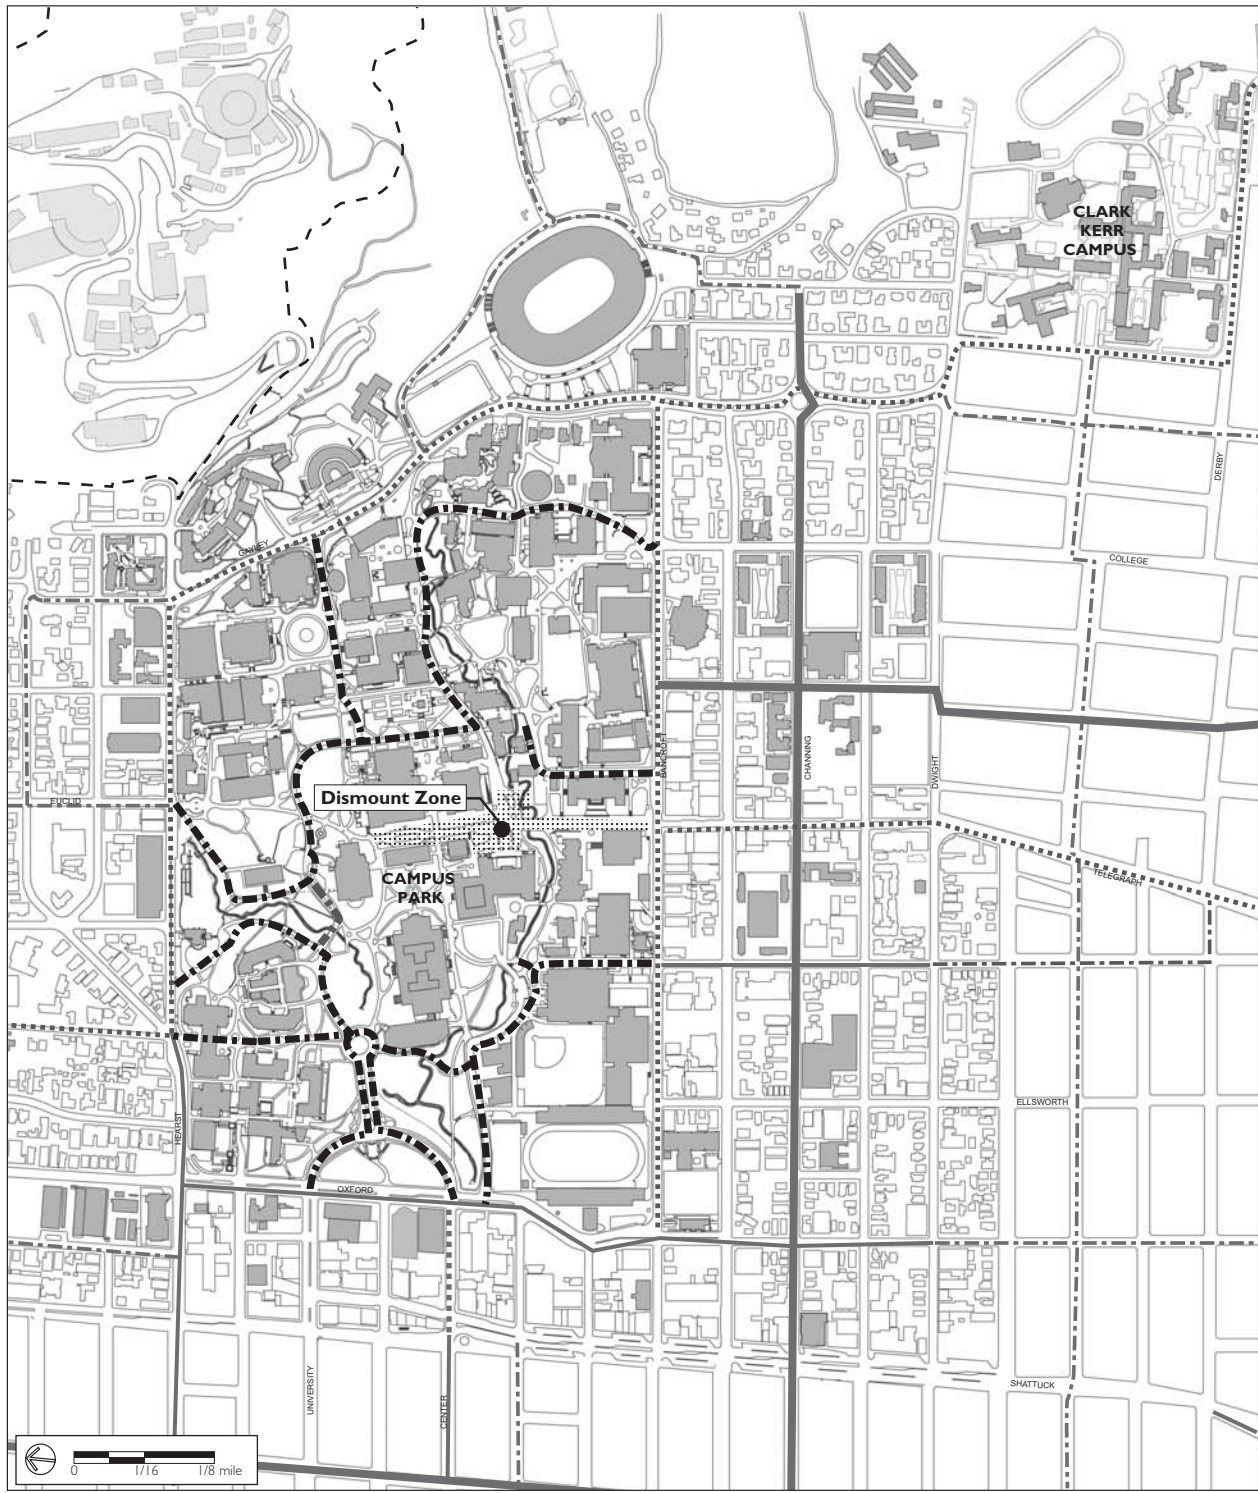 CLARK
KERR
CAMPUS
DERBY
GAYLEY
COLLEGE
BANCROFT
CHANNING
DWIGHT
EUCLID
Dismount Zone
CAMPUS
PARK
TELEGRAPH
ELLSWORTH
HEARST
OXFORD
SHATTUCK
UNIVERSITY
CENTER
0 1/16 1/8 mile